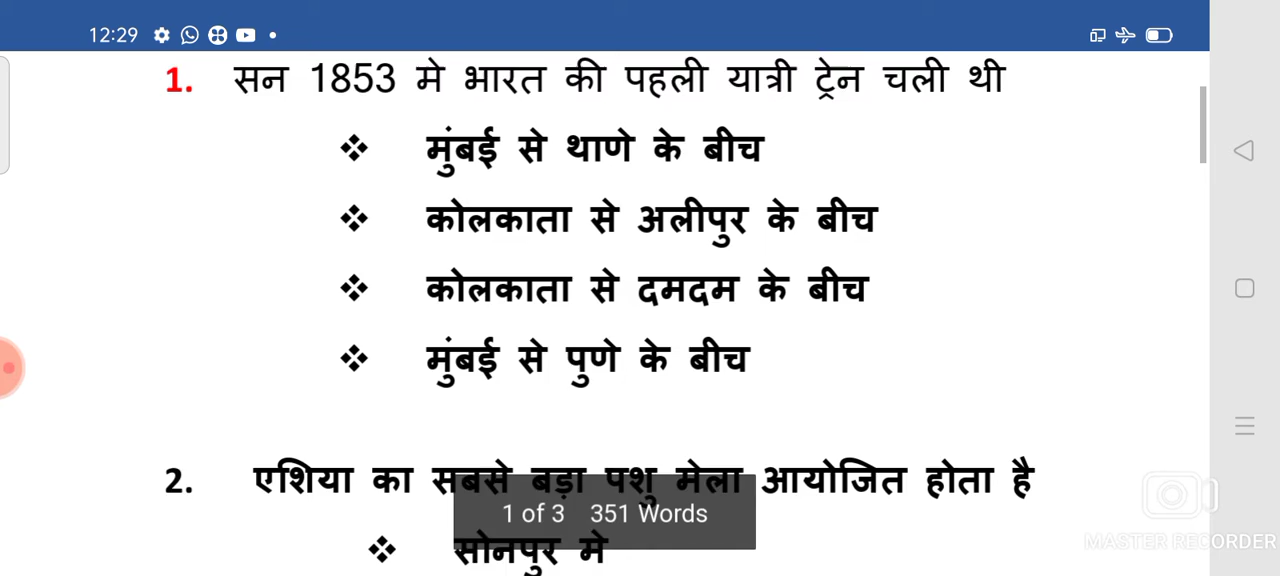 12:29
1. सन 1853 मे भारत की पहली यात्री ट्रेन चली थी
❖ मुंबई से थाणे के बीच
❖ कोलकाता से अलीपुर के बीच
❖ कोलकाता से दमदम के बीच
❖ मुंबई से पुणे के बीच
2. एशिया का सबसे बड़ा पशु मेला आयोजित होता है
1 of 3 351 Words
❖ सोनपुर मे
MASTER RECORDER